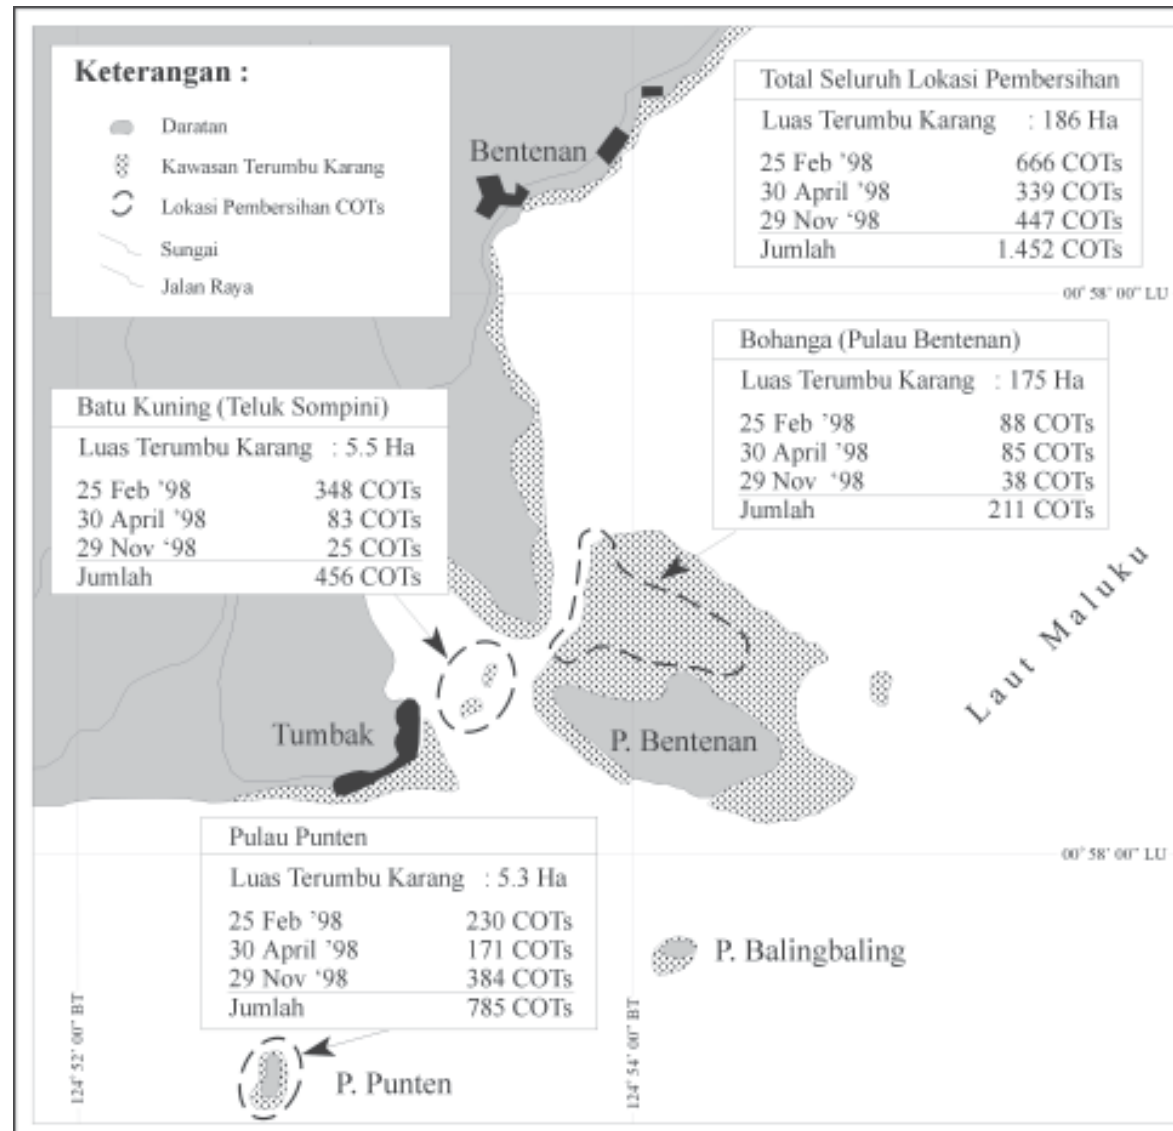 Keterangan :
Daratan
Kawasan Terumbu Karang
Lokasi Pembersihan COTs
Sungai
Jalan Raya
Bentenan
Total Seluruh Lokasi Pembersihan
Luas Terumbu Karang : 186 Ha
25 Feb '98 666 COTs
30 April '98 339 COTs
29 Nov '98 447 COTs
Jumlah 1.452 COTs
00° 58' 00" LU
Bohanga (Pulau Bentenan)
Luas Terumbu Karang : 175 Ha
25 Feb '98 88 COTs
30 April '98 85 COTs
29 Nov '98 38 COTs
Jumlah 211 COTs
Batu Kuning (Teluk Sompini)
Luas Terumbu Karang : 5.5 Ha
25 Feb '98 348 COTs
30 April '98 83 COTs
29 Nov '98 25 COTs
Jumlah 456 COTs
Laut Maluku
Tumbak
P. Bentenan
Pulau Punten
Luas Terumbu Karang : 5.3 Ha
25 Feb '98 230 COTs
30 April '98 171 COTs
29 Nov '98 384 COTs
Jumlah 785 COTs
00° 58' 00" LU
P. Balingbaling
124° 52' 00" BT
124° 54' 00" BT
P. Punten